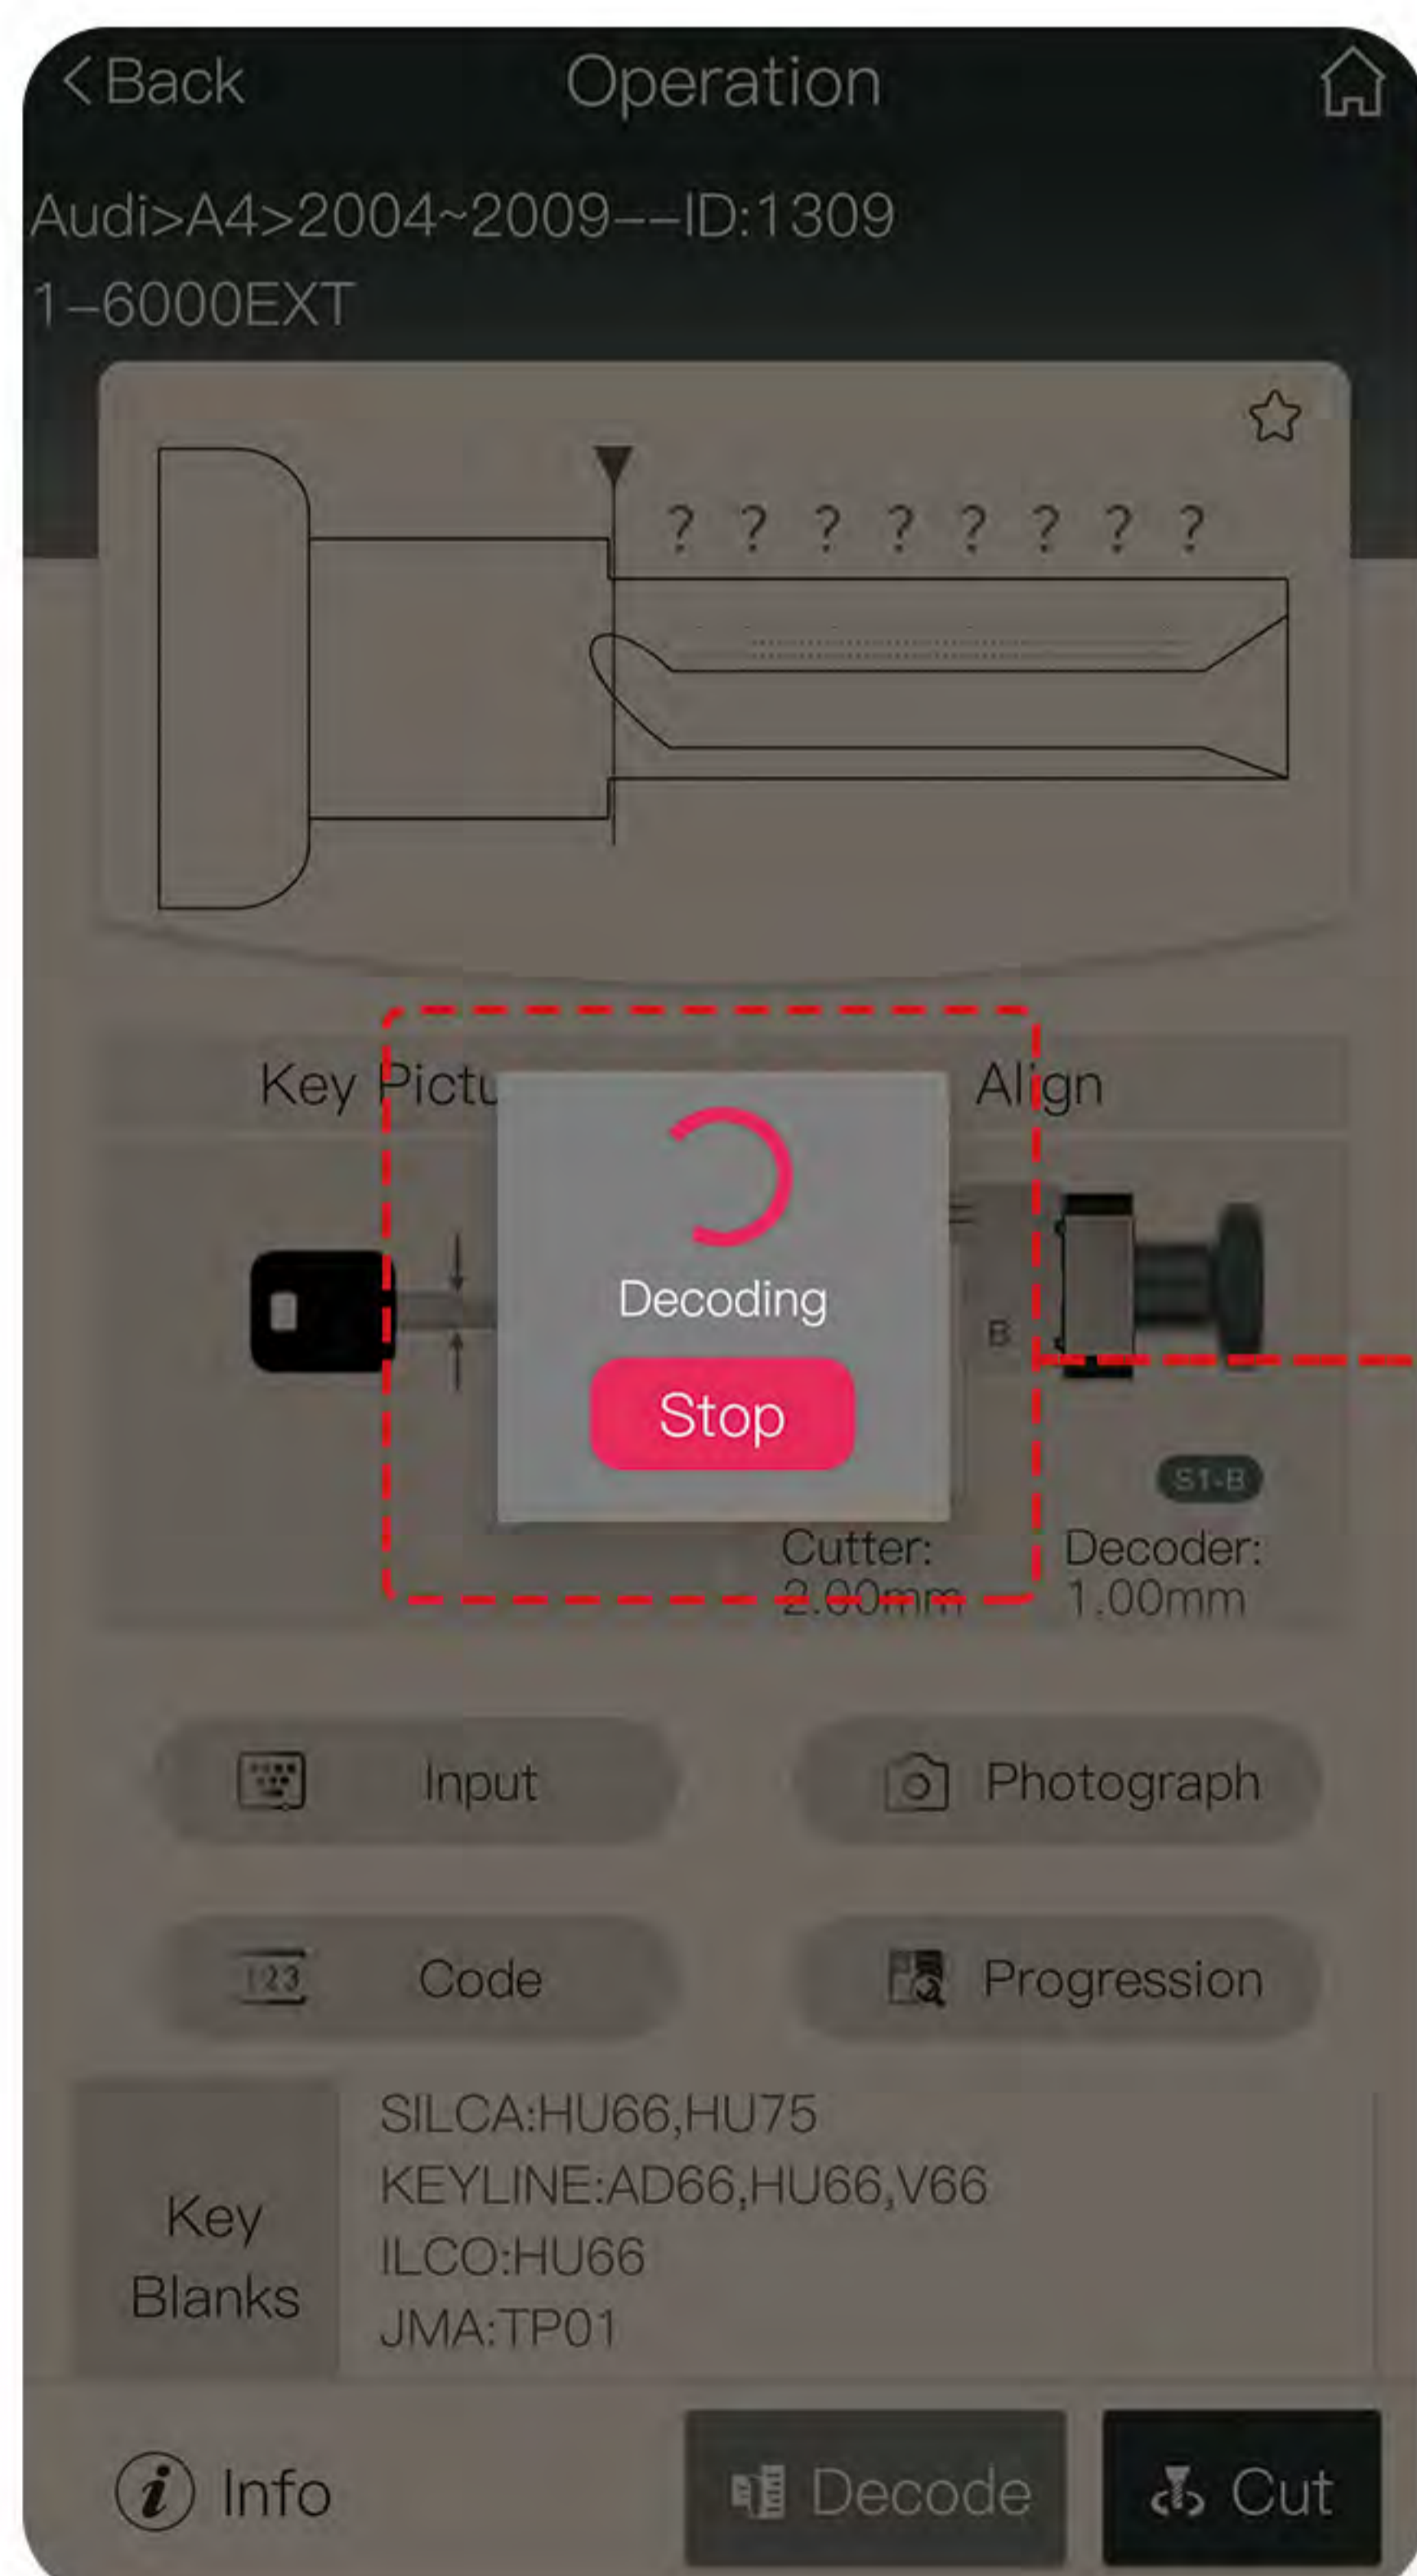 <Back
Operation
Audi>A4>2004~2009--ID:1309
1-6000EXT
? ? ? ? ? ? ? ?
Key
Align
Decoding
B
Stop
S1-B
Cutter:
2.00mm
Decoder:
1.00mm
Input
Photograph
123
Code
Progression
Key
Blanks
SILCA:HU66,HU75
KEYLINE:AD66,HU66,V66
ILCO:HU66
JMA:TP01
i
Info
Decode
Cut